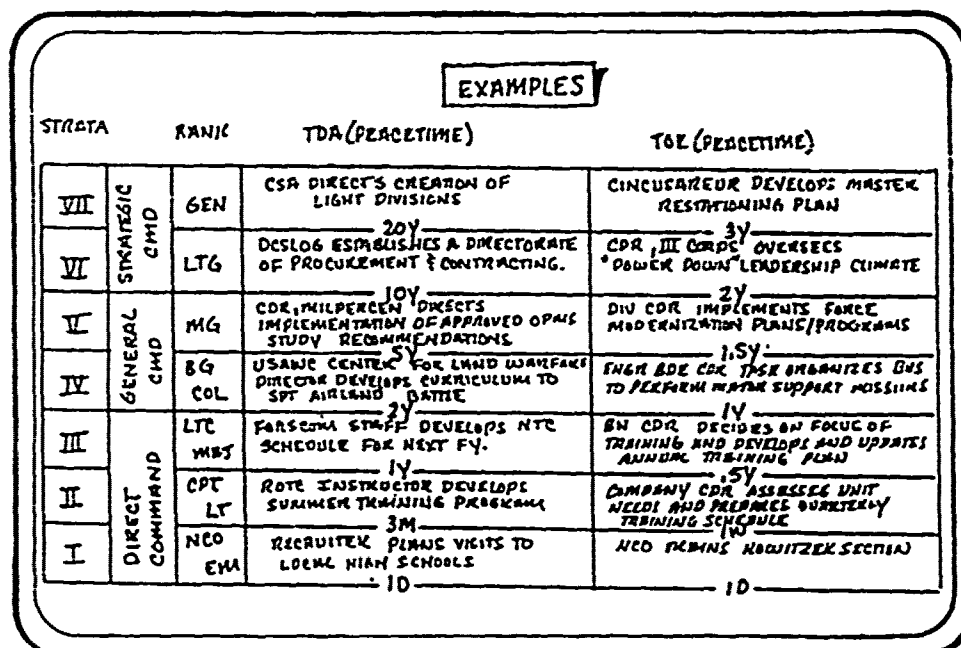 EXAMPLES
STRATA RANK TDA (PEACETIME) TOE (PEACETIME)
VII STRATEGIC CMD GEN CSA DIRECTS CREATION OF LIGHT DIVISIONS CINCUSAREUR DEVELOPS MASTER RESTATIONING PLAN
20Y 3Y
VI LTG DCSLOG ESTABLISHES A DIRECTORATE OF PROCUREMENT & CONTRACTING. CDR, III CORPS OVERSEES "POWER DOWN" LEADERSHIP CLIMATE
10Y 2Y
V GENERAL CMD MG CDR, MILPERCEN DIRECTS IMPLEMENTATION OF APPROVED OPMS STUDY RECOMMENDATIONS DIV CDR IMPLEMENTS FORCE MODERNIZATION PLANS/PROGRAMS
5Y 1.5Y
IV BG COL USAWC CENTER FOR LAND WARFARE DIRECTOR DEVELOPS CURRICULUM TO SPT AIRLAND BATTLE ENGR BDE CDR TASK ORGANIZES BNS TO PERFORM SUPPORT MISSIONS
2Y 1Y
III DIRECT COMMAND LTC MAJ FORSCOM STAFF DEVELOPS NTC SCHEDULE FOR NEXT FY. BN CDR DECIDES ON FOCUS OF TRAINING AND DEVELOPS AND UPDATES ANNUAL TRAINING PLAN
1Y .5Y
II CPT LT ROTC INSTRUCTOR DEVELOPS SUMMER TRAINING PROGRAM COMPANY CDR ASSESSES UNIT NEEDS AND PREPARES QUARTERLY TRAINING SCHEDULE
3M 1W
I NCO RECRUITER PLANS VISITS TO LOCAL HIGH SCHOOLS NCO TRAINS HOWITZER SECTION
1D 1D